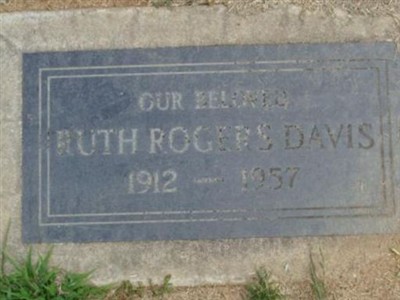 OUR BELOVED
RUTH ROGERS DAVIS
1912 — 1957